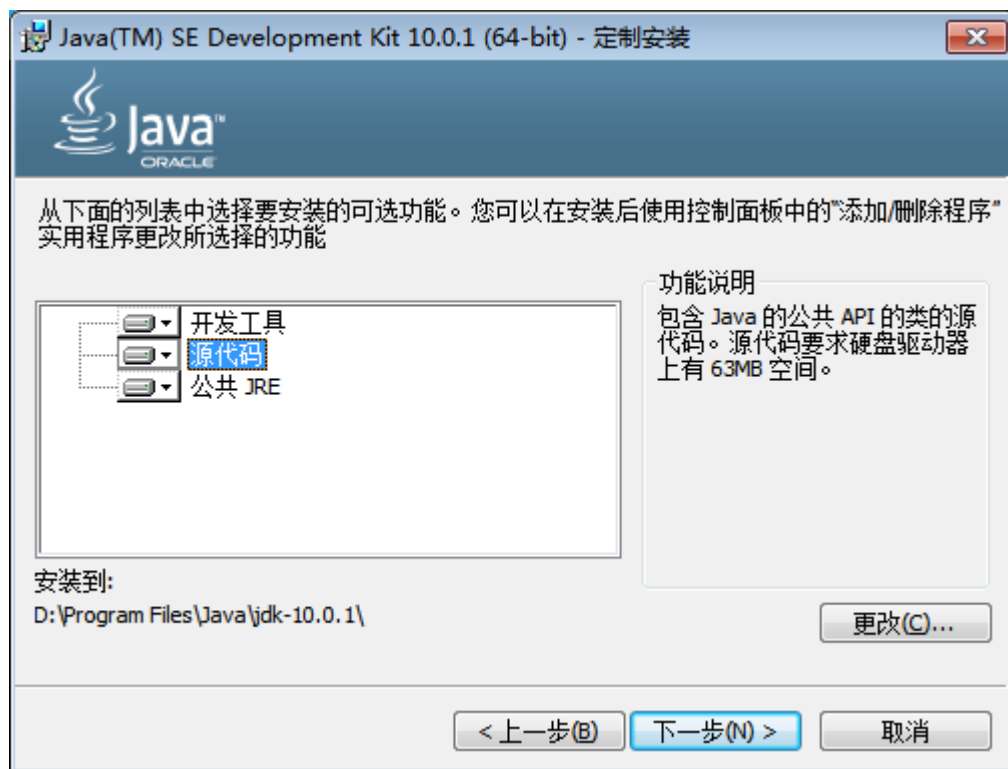 Java(TM) SE Development Kit 10.0.1 (64-bit) - 定制安装
Java™
ORACLE
从下面的列表中选择要安装的可选功能。您可以在安装后使用控制面板中的“添加/删除程序”
实用程序更改所选择的功能
开发工具
源代码
公共 JRE
功能说明
包含 Java 的公共 API 的类的源
代码。源代码要求硬盘驱动器
上有 63MB 空间。
安装到:
D:\Program Files\Java\jdk-10.0.1\
更改(C)...
< 上一步(B)
下一步(N) >
取消